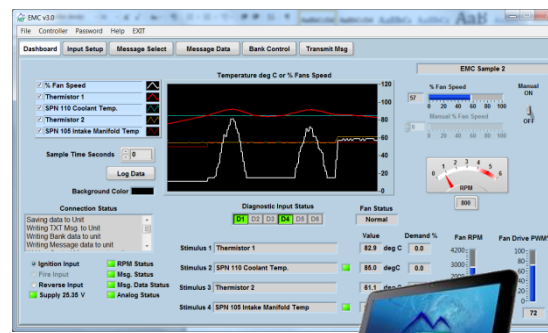 EMC v3.0
File Controller Password Help EXIT
Dashboard Input Setup Message Select Message Data Bank Control Transmit Msg
EMC Sample 2
Temperature deg C or % Fans Speed
% Fan Speed
Thermistor 1
SPN 110 Coolant Temp.
Thermistor 2
SPN 105 Intake Manifold Temp
120
100
80
60
40
20
0
% Fan Speed
57
0 20 40 60 80 100
Manual % Fan Speed
0
0 20 40 60 80 100
Manual
ON
OFF
Sample Time Seconds 0
Log Data
Background Color
0 1 2 3 4 5 6
RPM
800
Connection Status
Saving data to Unit
Writing TXT Msg. to Unit
Writing Bank data to unit
Writing Message data to unit
Diagnostic Input Status
D1 D2 D3 D4 D5 D6
Fan Status
Normal
Value Demand % Fan RPM Fan Drive PWM
Stimulus 1 Thermistor 1 82.9 deg C 0.0
Stimulus 2 SPN 110 Coolant Temp. 85.0 degC 0.0
Stimulus 3 Thermistor 2 61.1
Stimulus 4 SPN 105 Intake Manifold Temp
4200
3000
100
80
60
40
20
0
72
Ignition Input RPM Status
Fire Input Msg. Status
Reverse Input Msg. Data Status
Supply 25.35 V Analog Status